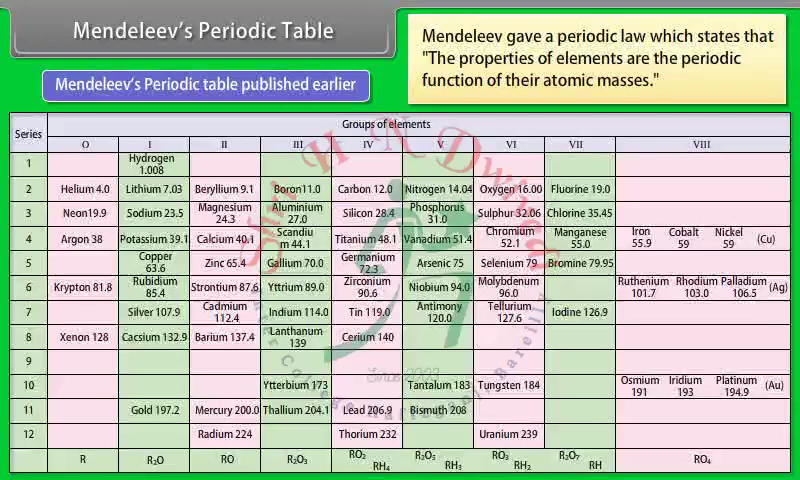 Mendeleev's Periodic Table
Mendeleev gave a periodic law which states that
"The properties of elements are the periodic
function of their atomic masses."
Mendeleev's Periodic table published earlier
Series Groups of elements
O I II III IV V VI VII VIII
1 Hydrogen 1.008
2 Helium 4.0 Lithium 7.03 Beryllium 9.1 Boron11.0 Carbon 12.0 Nitrogen 14.04 Oxygen 16.00 Fluorine 19.0
3 Neon19.9 Sodium 23.5 Magnesium 24.3 Aluminium 27.0 Silicon 28.4 Phosphorus 31.0 Sulphur 32.06 Chlorine 35.45
4 Argon 38 Potassium 39.1 Calcium 40.1 Scandiu m 44.1 Titanium 48.1 Vanadium 51.4 Chromium 52.1 Manganese 55.0 Iron 55.9 Cobalt 59 Nickel 59 (Cu)
5 Copper 63.6 Zinc 65.4 Gallium 70.0 Germanium 72.3 Arsenic 75 Selenium 79 Bromine 79.95
6 Krypton 81.8 Rubidium 85.4 Strontium 87.6 Yttrium 89.0 Zirconium 90.6 Niobium 94.0 Molybdenum 96.0 Ruthenium 101.7 Rhodium 103.0 Palladium 106.5 (Ag)
7 Silver 107.9 Cadmium 112.4 Indium 114.0 Tin 119.0 Antimony 120.0 Tellurium 127.6 Iodine 126.9
8 Xenon 128 Cacsium 132.9 Barium 137.4 Lanthanum 139 Cerium 140
9
10 Ytterbium 173 Tantalum 183 Tungsten 184 Osmium 191 Iridium 193 Platinum 194.9 (Au)
11 Gold 197.2 Mercury 200.0 Thallium 204.1 Lead 206.9 Bismuth 208
12 Radium 224 Thorium 232 Uranium 239
R R₂O RO R₂O₃ RO₂ RH₄ R₂O₅ RH₃ RO₃ RH₂ R₂O₇ RH RO₄
Shri H N Dwivedi
Inter College Bareilly
Since 2003